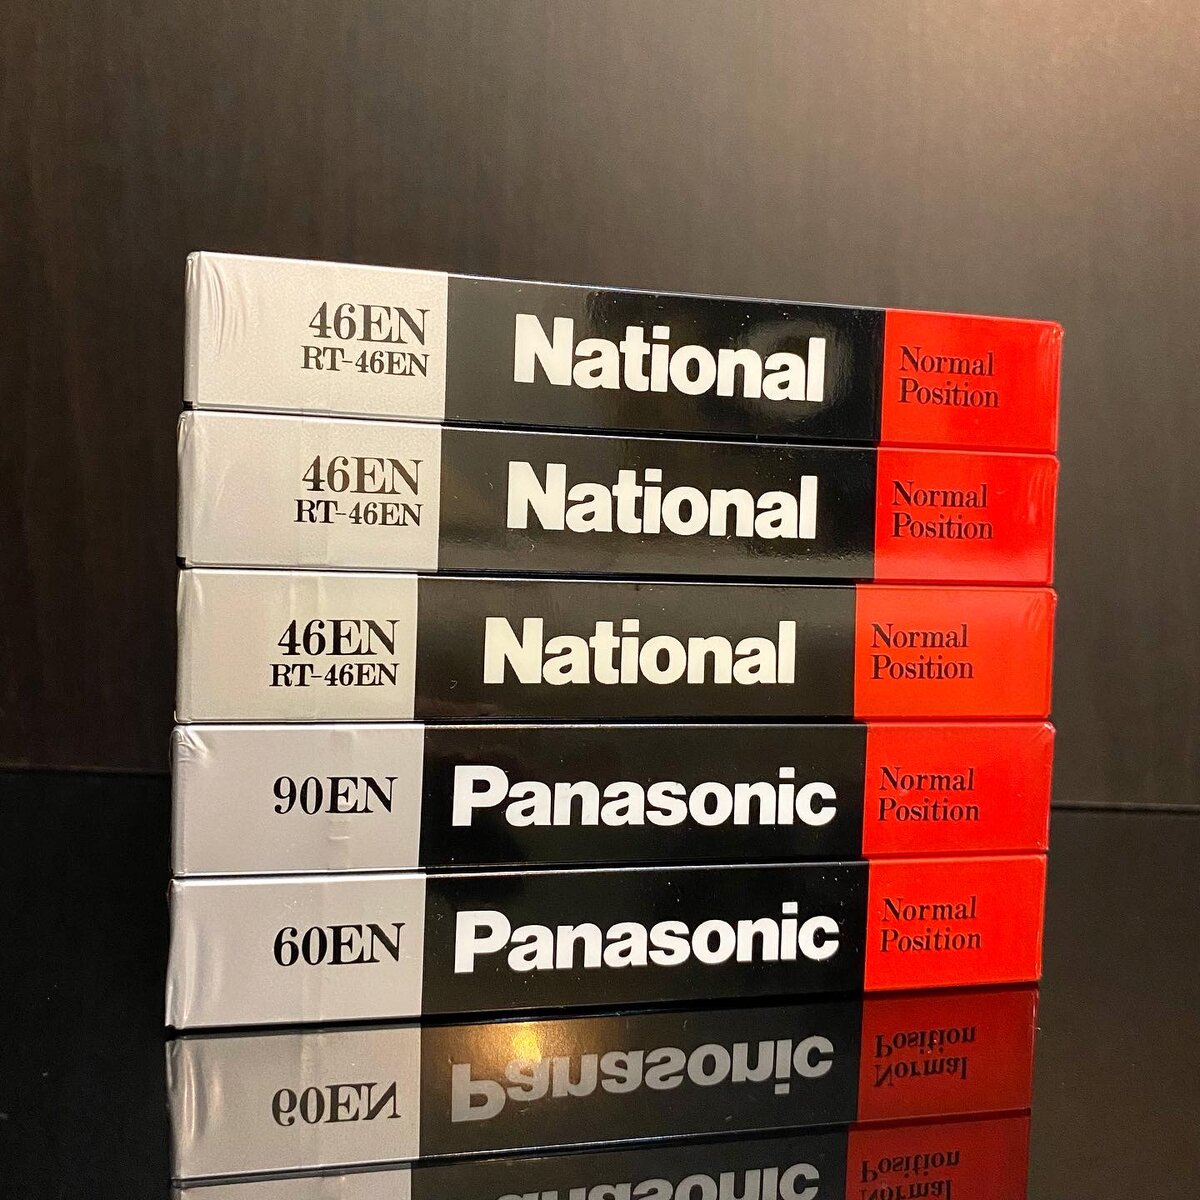 46EN
RT-46EN
National
Normal
Position
46EN
RT-46EN
National
Normal
Position
46EN
RT-46EN
National
Normal
Position
90EN
Panasonic
Normal
Position
60EN
Panasonic
Normal
Position